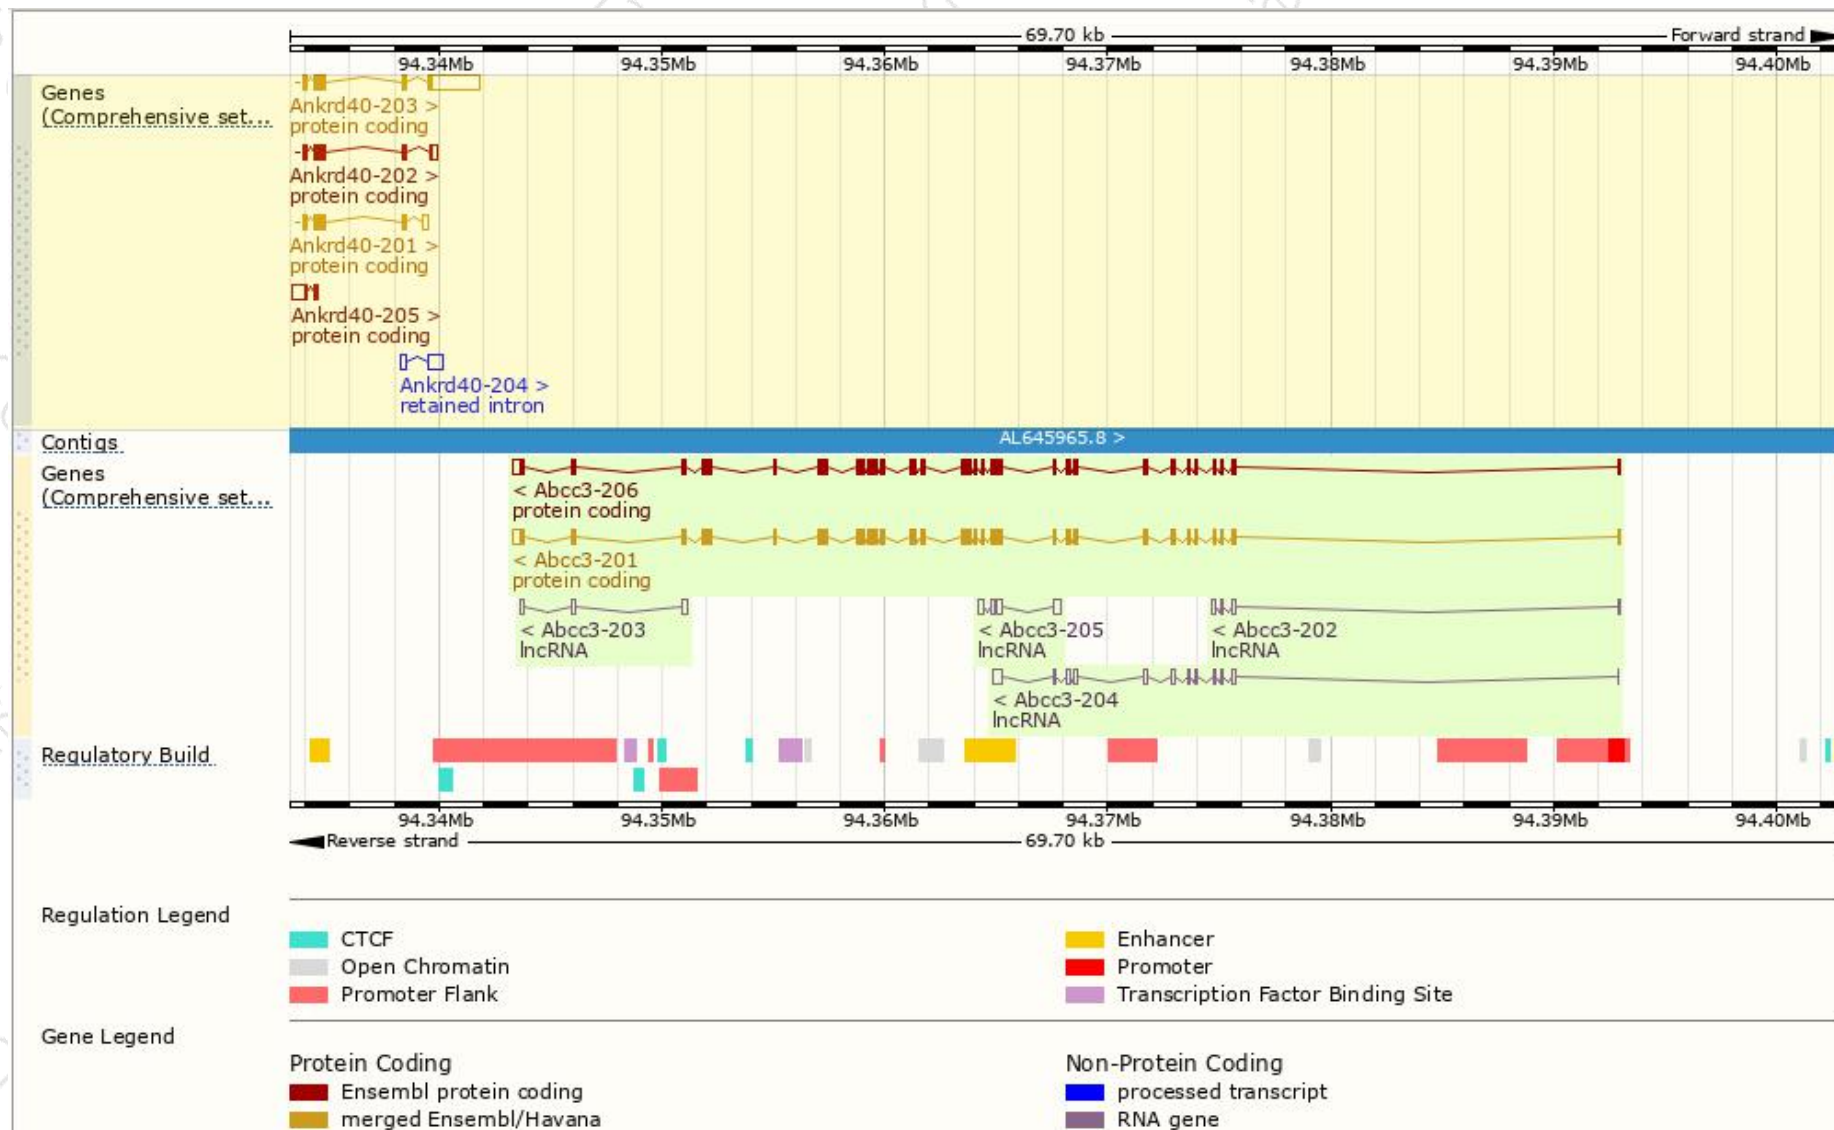 69.70 kb Forward strand
94.34Mb 94.35Mb 94.36Mb 94.37Mb 94.38Mb 94.39Mb 94.40Mb
Genes
(Comprehensive set...
Ankrd40-203 >
protein coding
Ankrd40-202 >
protein coding
Ankrd40-201 >
protein coding
Ankrd40-205 >
protein coding
Ankrd40-204 >
retained intron
Contigs
AL645965.8 >
Genes
(Comprehensive set...
< Abcc3-206
protein coding
< Abcc3-201
protein coding
< Abcc3-203
lncRNA
< Abcc3-205
lncRNA
< Abcc3-202
lncRNA
< Abcc3-204
lncRNA
Regulatory Build
94.34Mb 94.35Mb 94.36Mb 94.37Mb 94.38Mb 94.39Mb 94.40Mb
Reverse strand 69.70 kb
Regulation Legend
CTCF
Open Chromatin
Promoter Flank
Enhancer
Promoter
Transcription Factor Binding Site
Gene Legend
Protein Coding
Ensembl protein coding
merged Ensembl/Havana
Non-Protein Coding
processed transcript
RNA gene